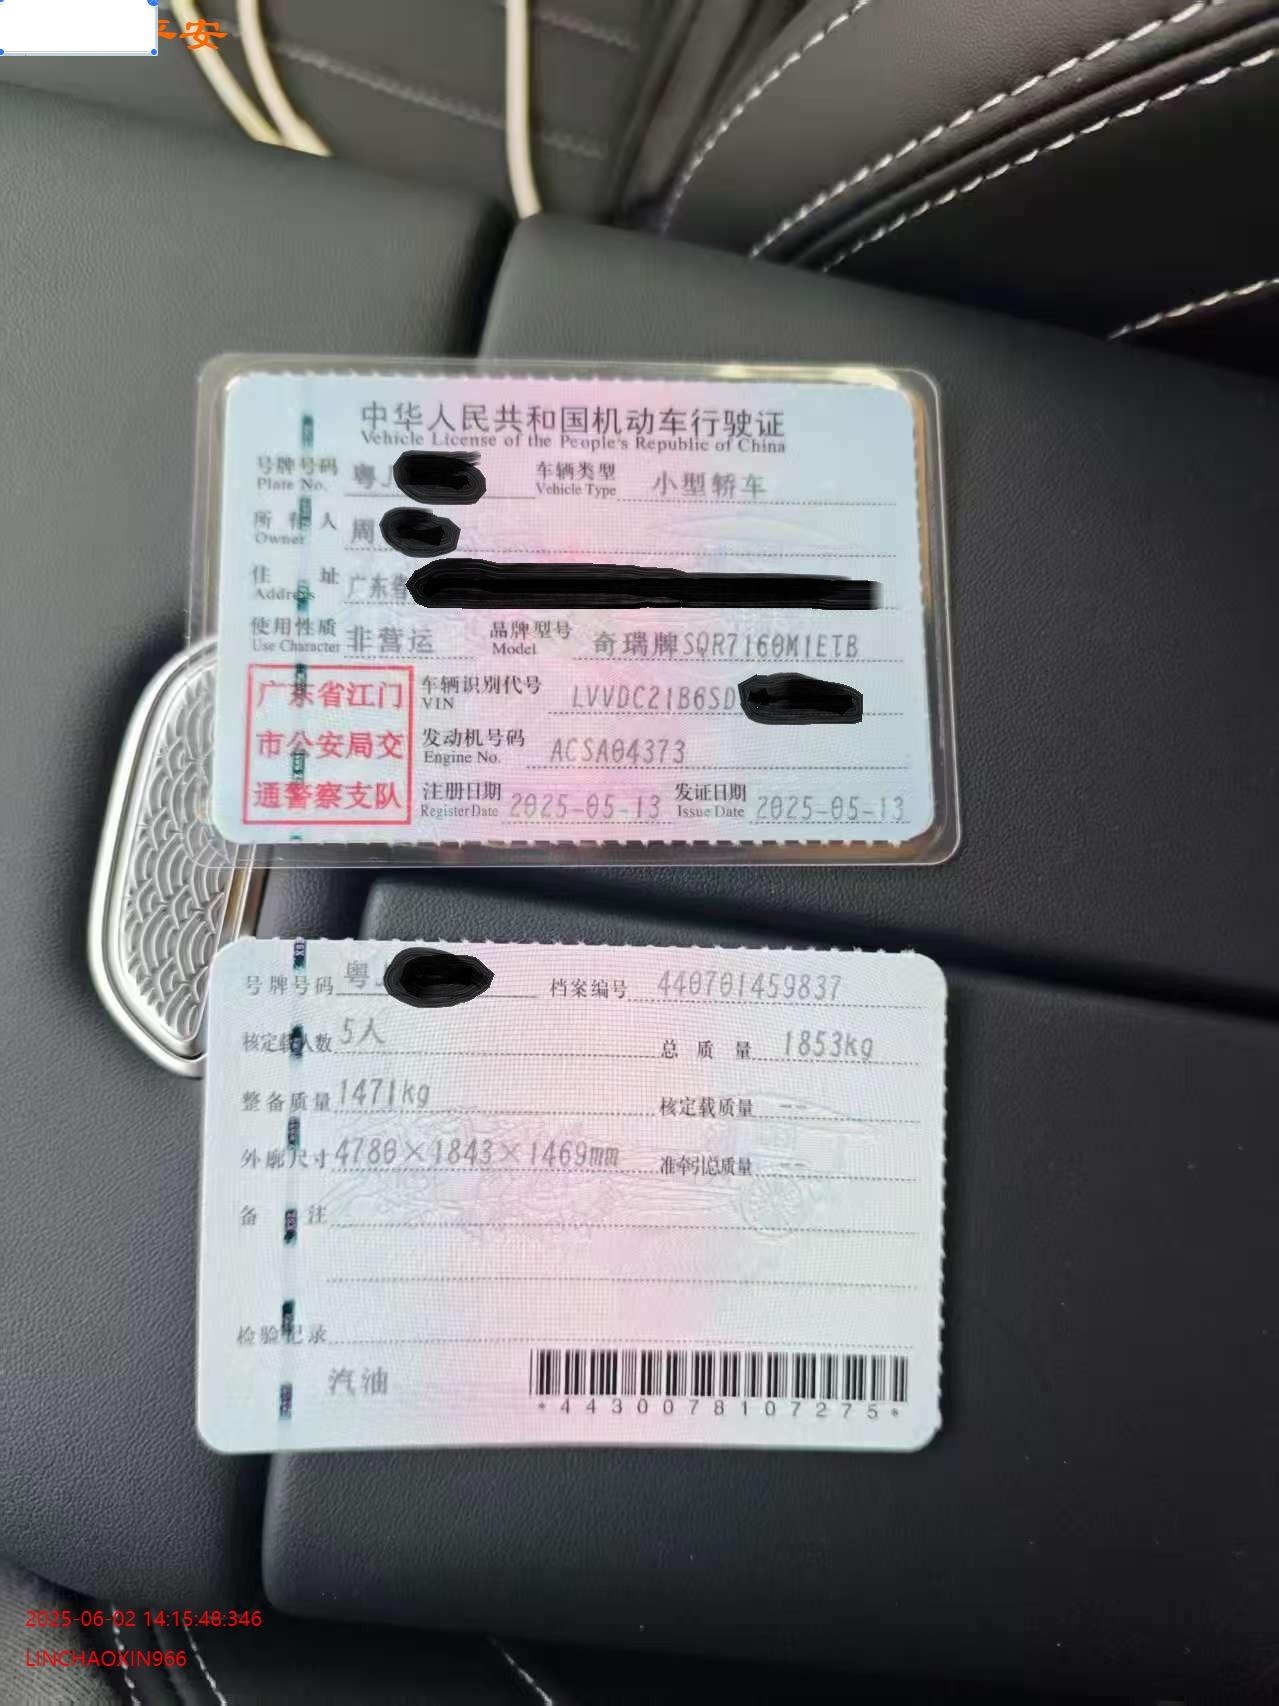 平安
中华人民共和国机动车行驶证
Vehicle License of the People's Republic of China
号牌号码 粤J 车辆类型 小型轿车
Plate No. Vehicle Type
所有人 周
Owner
住址 广东省
Address
使用性质 非营运 品牌型号 奇瑞牌SQR7160M1ETB
Use Character Model
广东省江门 车辆识别代号 LVVDC21B6SD
VIN
市公安局交 发动机号码 ACSA04373
Engine No.
通警察支队 注册日期 2025-05-13 发证日期 2025-05-13
Register Date Issue Date
号牌号码 粤J 档案编号 440701459837
核定载人数 5人 总质量 1853kg
整备质量 1471kg 核定载质量 --
外廓尺寸 4780×1843×1469mm 准牵引总质量 --
备注
检验记录
汽油
*4430078107275*
2025-06-02 14:15:48:346
LINCHAOXIN966